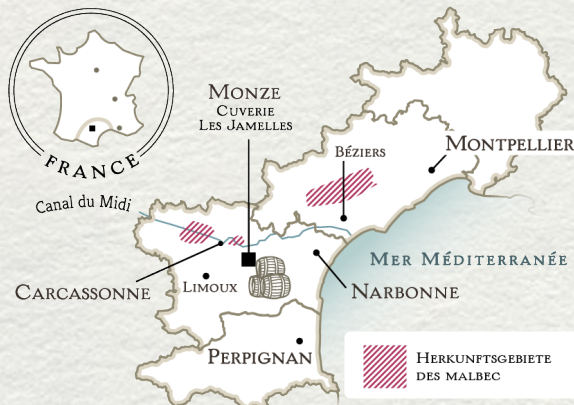 FRANCE
Monze
Cuverie
Les Jamelles
Béziers
Montpellier
Canal du Midi
Mer Méditerranée
Carcassonne
Limoux
Narbonne
Perpignan
Herkunftsgebiete
des Malbec